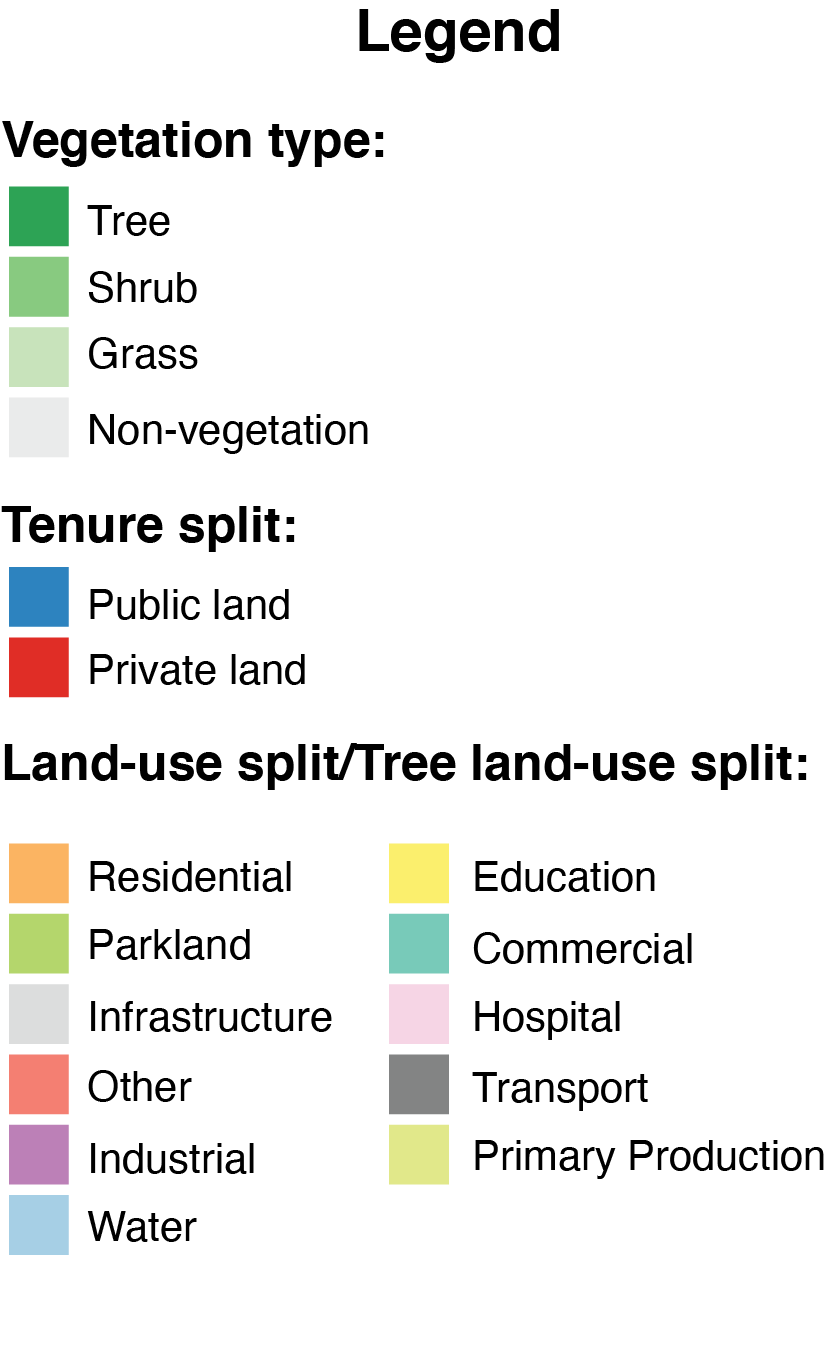 Legend
Vegetation type:
Tree
Shrub
Grass
Non-vegetation
Tenure split:
Public land
Private land
Land-use split/Tree land-use split:
Residential
Parkland
Infrastructure
Other
Industrial
Water
Education
Commercial
Hospital
Transport
Primary Production